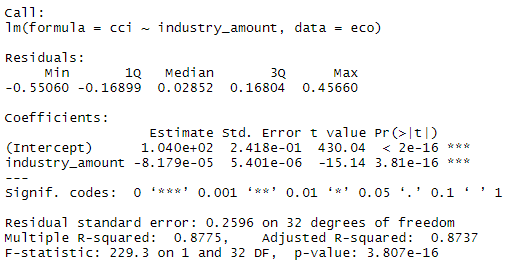 Call:
lm(formula = cci ~ industry_amount, data = eco)
Residuals:
Min 1Q Median 3Q Max
-0.55060 -0.16899 0.02852 0.16804 0.45660
Coefficients:
Estimate Std. Error t value Pr(>|t|)
(Intercept) 1.040e+02 2.418e-01 430.04 < 2e-16 ***
industry_amount -8.179e-05 5.401e-06 -15.14 3.81e-16 ***
---
Signif. codes: 0 ‘***’ 0.001 ‘**’ 0.01 ‘*’ 0.05 ‘.’ 0.1 ‘ ’ 1
Residual standard error: 0.2596 on 32 degrees of freedom
Multiple R-squared: 0.8775, Adjusted R-squared: 0.8737
F-statistic: 229.3 on 1 and 32 DF, p-value: 3.807e-16